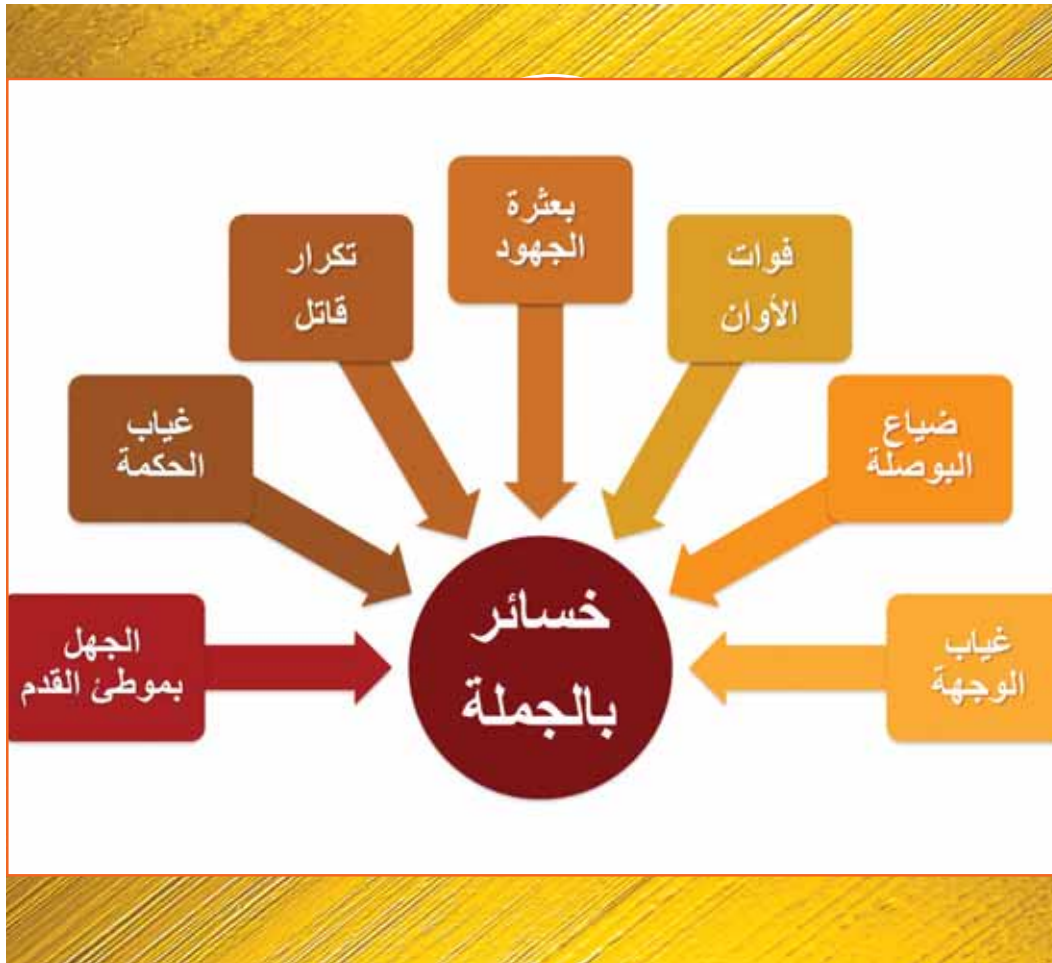 غياب
الوجهة
ضياع
البوصلة
فوات
الأوان
بعثرة
الجهود
تكرار
قاتل
غياب
الحكمة
الجهل
بموطئ القدم
خسائر
بالجملة